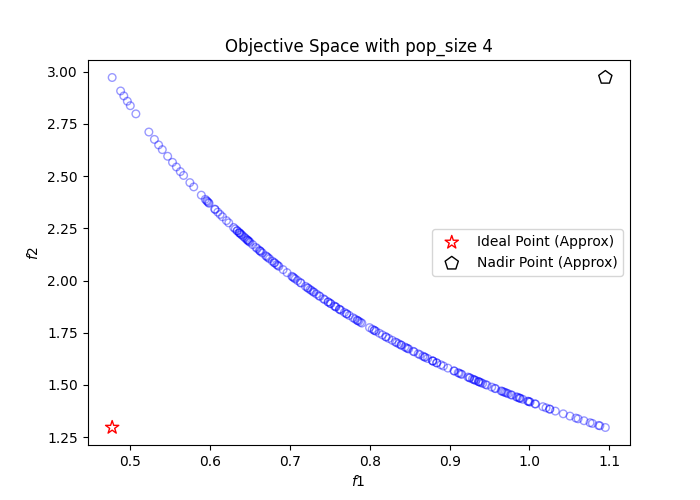 Objective Space with pop_size 4
3.00
2.75
2.50
2.25
2.00
1.75
1.50
1.25
f2
Ideal Point (Approx)
Nadir Point (Approx)
0.5 0.6 0.7 0.8 0.9 1.0 1.1
f1